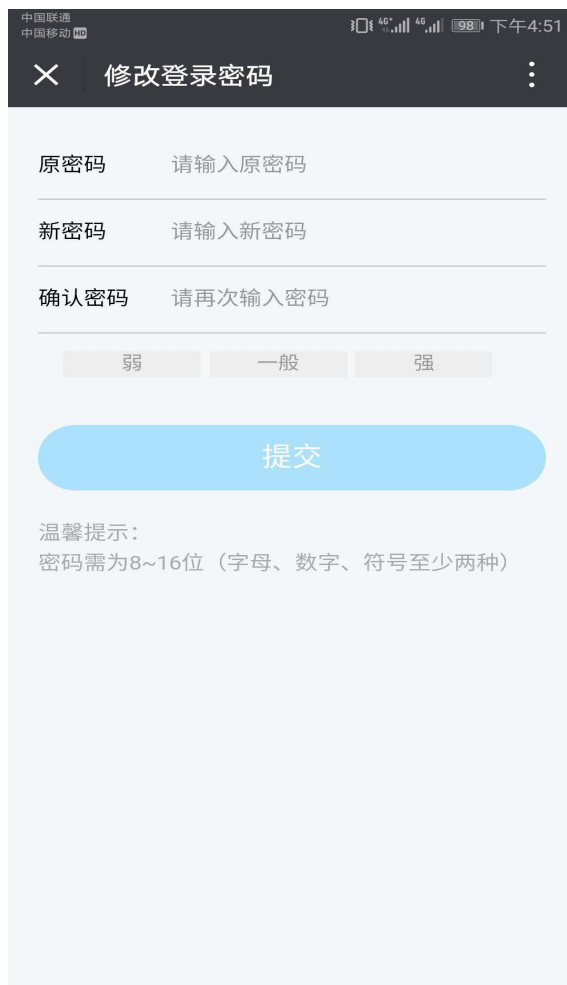 中国联通
中国移动 HD
4G+ 4G 98 下午4:51
修改登录密码
原密码 请输入原密码
新密码 请输入新密码
确认密码 请再次输入密码
弱 一般 强
提交
温馨提示：
密码需为8~16位（字母、数字、符号至少两种）